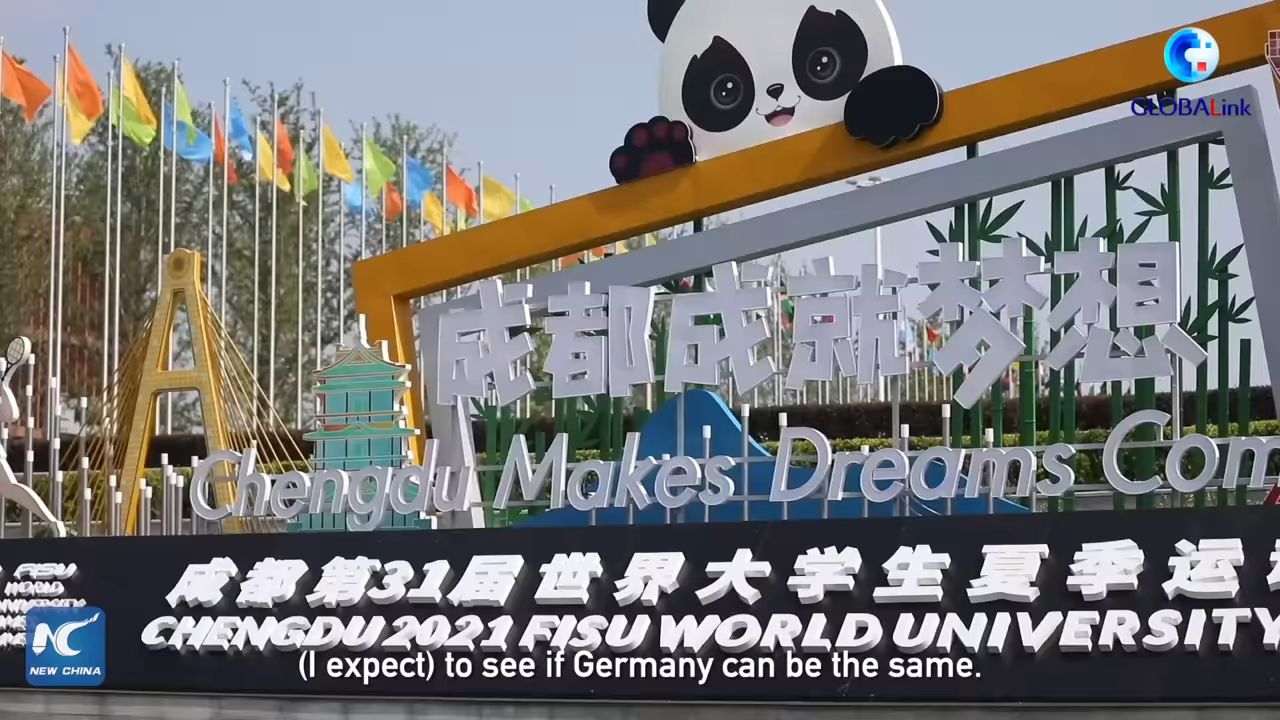 GLOBALink
成都成就梦想
Chengdu Makes Dreams Com
FISU
WORLD
成都第31届世界大学生夏季运
CHENGDU 2021 FISU WORLD UNIVERSITY
NEW CHINA
(I expect) to see if Germany can be the same.